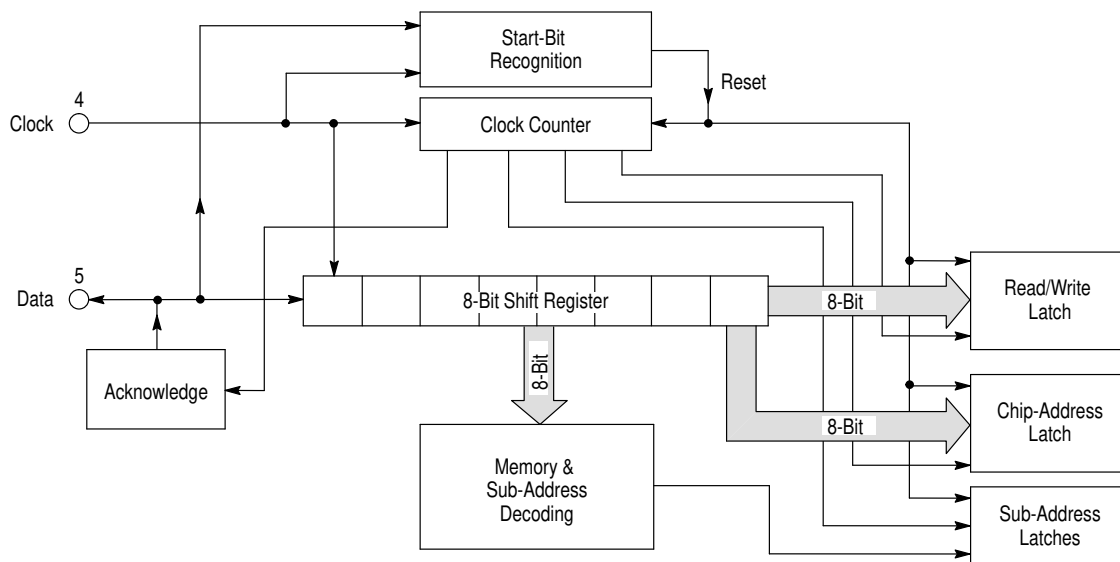 Start-Bit
Recognition
Reset
4
Clock
Clock Counter
5
Data
8-Bit Shift Register
8-Bit
Read/Write
Latch
8-Bit
Acknowledge
8-Bit
Chip-Address
Latch
Memory &
Sub-Address
Decoding
Sub-Address
Latches